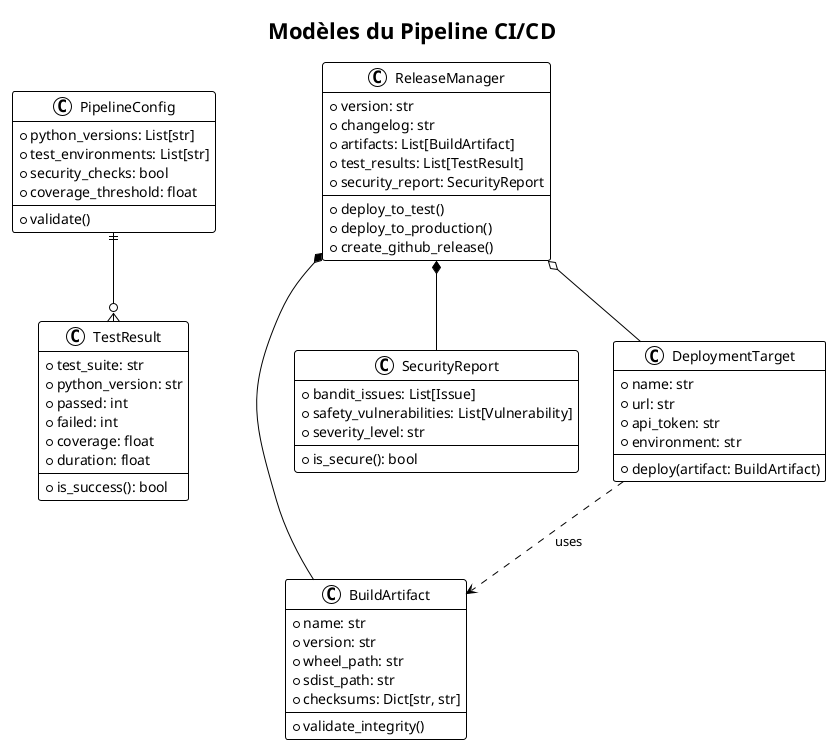 Modèles du Pipeline CI/CD
C PipelineConfig
python_versions: List[str]
test_environments: List[str]
security_checks: bool
coverage_threshold: float
validate()
C ReleaseManager
version: str
changelog: str
artifacts: List[BuildArtifact]
test_results: List[TestResult]
security_report: SecurityReport
deploy_to_test()
deploy_to_production()
create_github_release()
C TestResult
test_suite: str
python_version: str
passed: int
failed: int
coverage: float
duration: float
is_success(): bool
C SecurityReport
bandit_issues: List[Issue]
safety_vulnerabilities: List[Vulnerability]
severity_level: str
is_secure(): bool
C DeploymentTarget
name: str
url: str
api_token: str
environment: str
deploy(artifact: BuildArtifact)
uses
C BuildArtifact
name: str
version: str
wheel_path: str
sdist_path: str
checksums: Dict[str, str]
validate_integrity()